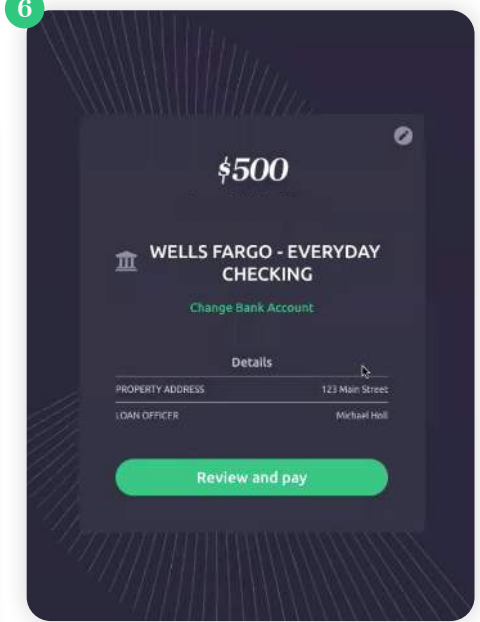 6
$500
WELLS FARGO - EVERYDAY
CHECKING
Change Bank Account
Details
PROPERTY ADDRESS 123 Main Street
LOAN OFFICER Michael Holl
Review and pay